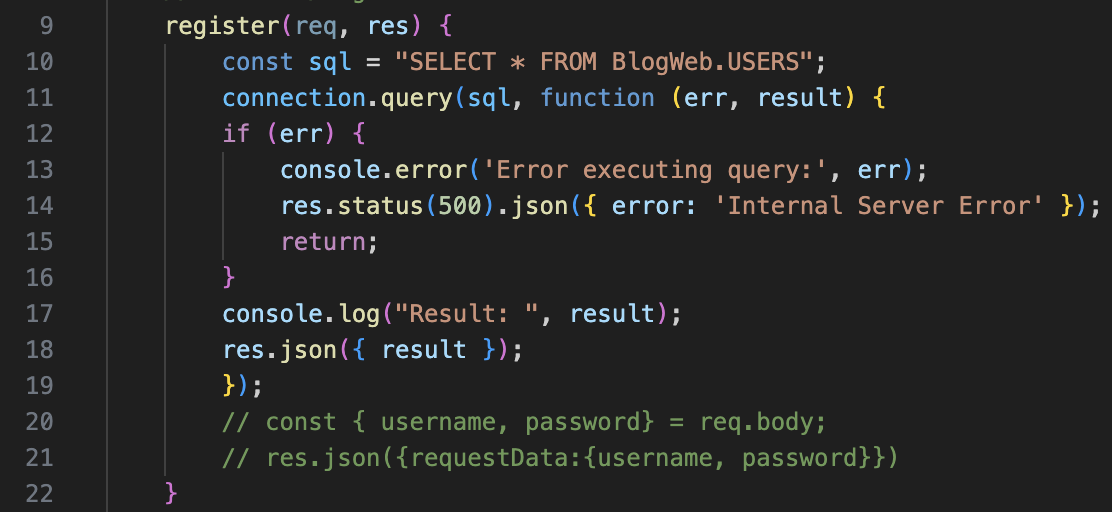 9 register(req, res) {
10 const sql = "SELECT * FROM BlogWeb.USERS";
11 connection.query(sql, function (err, result) {
12 if (err) {
13 console.error('Error executing query:', err);
14 res.status(500).json({ error: 'Internal Server Error' });
15 return;
16 }
17 console.log("Result: ", result);
18 res.json({ result });
19 });
20 // const { username, password} = req.body;
21 // res.json({requestData:{username, password}})
22 }